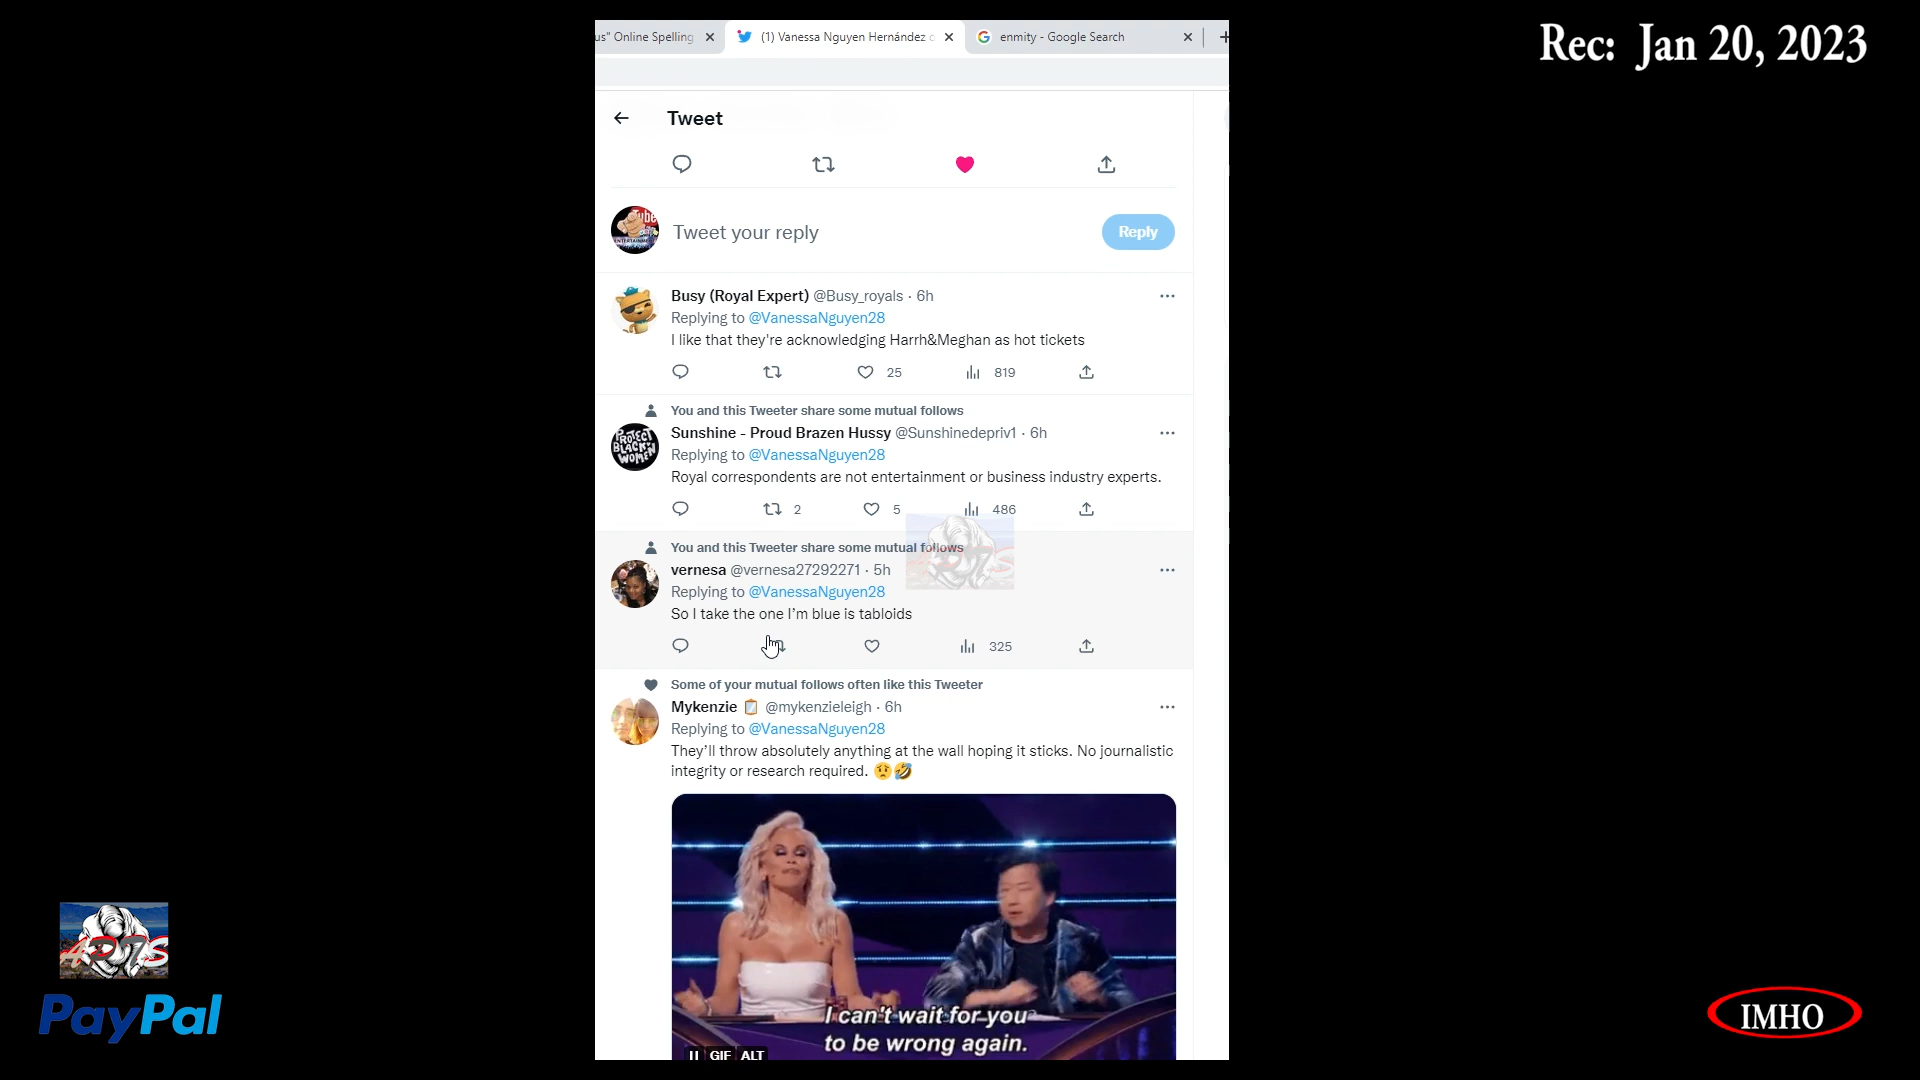 Rec: Jan 20, 2023
us" Online Spelling
(1) Vanessa Nguyen Hernández o
enmity - Google Search
Tweet
Tweet your reply
Reply
Busy (Royal Expert) @Busy_royals · 6h
Replying to @VanessaNguyen28
I like that they're acknowledging Harrh&Meghan as hot tickets
25
819
You and this Tweeter share some mutual follows
Sunshine - Proud Brazen Hussy @Sunshinedepriv1 · 6h
PROTECT
BLACK
WOMEN
Replying to @VanessaNguyen28
Royal correspondents are not entertainment or business industry experts.
2
5
486
You and this Tweeter share some mutual follows
vernesa @vernesa27292271 · 5h
Replying to @VanessaNguyen28
So I take the one I'm blue is tabloids
325
Some of your mutual follows often like this Tweeter
Mykenzie @mykenzieleigh · 6h
Replying to @VanessaNguyen28
They'll throw absolutely anything at the wall hoping it sticks. No journalistic
integrity or research required. 😟🤣
I can't wait for you
to be wrong again.
GIF ALT
PayPal
IMHO